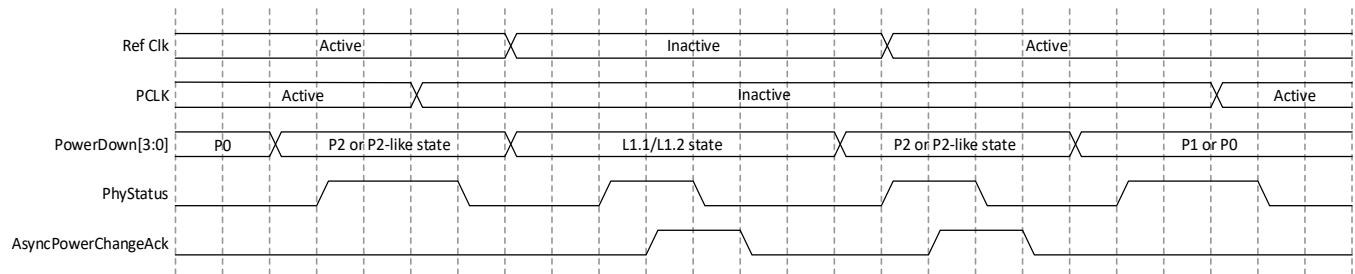 Ref Clk Active Inactive Active
PCLK Active Inactive Active
PowerDown[3:0] P0 P2 or P2-like state L1.1/L1.2 state P2 or P2-like state P1 or P0
PhyStatus
AsyncPowerChangeAck